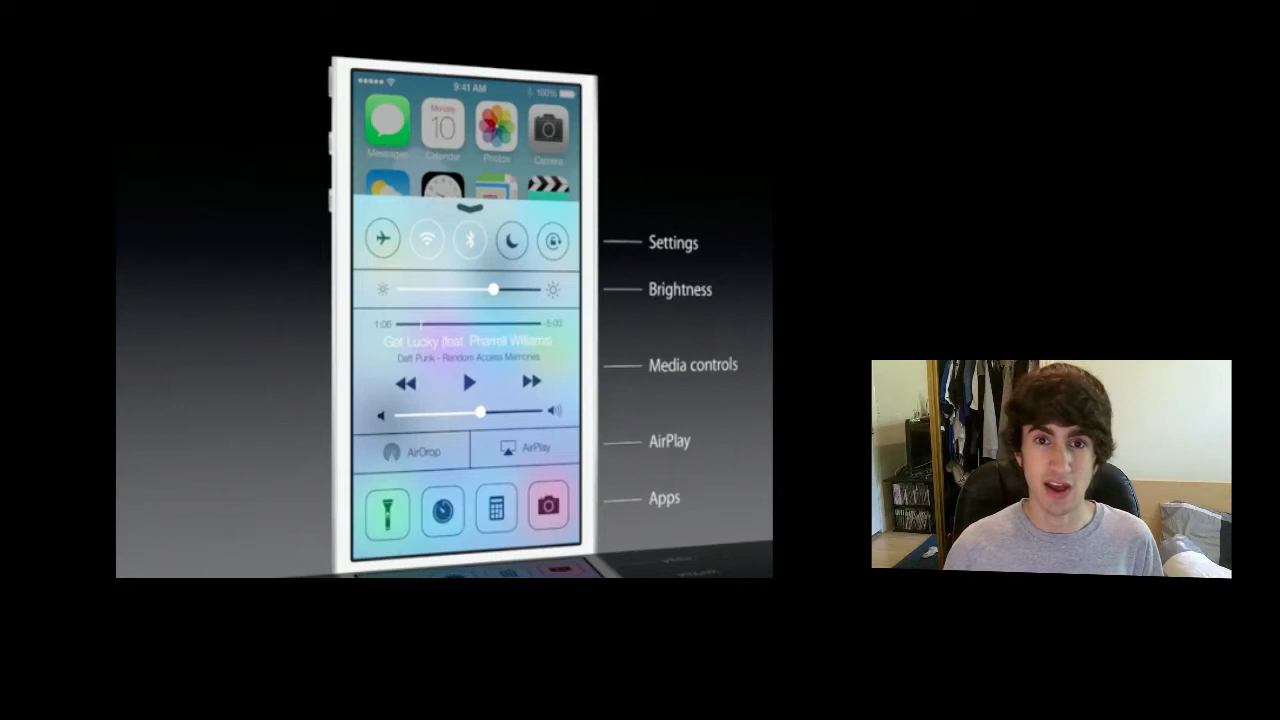 9:41 AM
100%
Monday
10
Messages
Calendar
Photos
Camera
Settings
Brightness
1:06
5:03
Get Lucky (feat. Pharrell Williams)
Daft Punk - Random Access Memories
Media controls
AirDrop
AirPlay
AirPlay
Apps